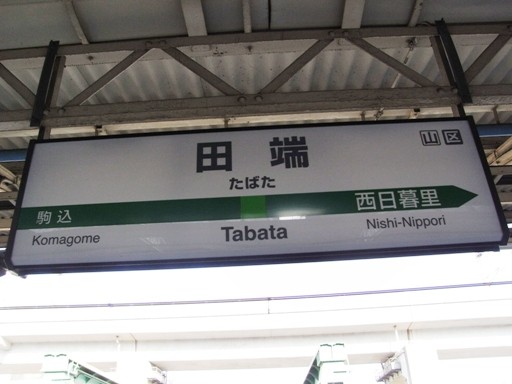 山 区
田 端
たばた
駒 込 西日暮里
Komagome Tabata Nishi-Nippori